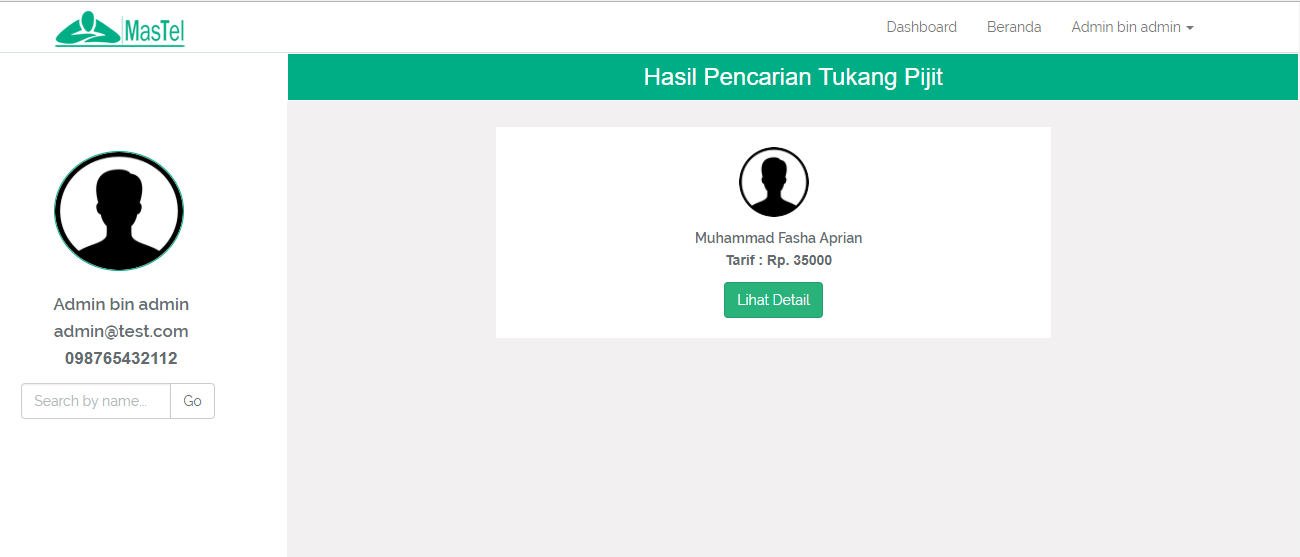 MasTel
Dashboard Beranda Admin bin admin
Hasil Pencarian Tukang Pijit
Admin bin admin
admin@test.com
098765432112
Search by name... Go
Muhammad Fasha Aprian
Tarif : Rp. 35000
Lihat Detail